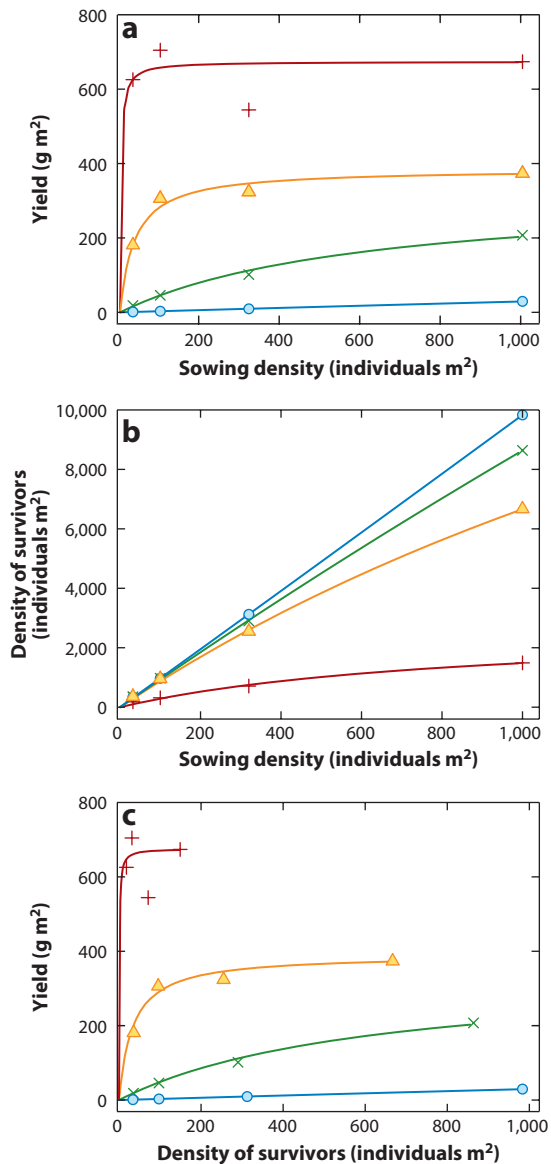 a
800
600
400
200
0
Yield (g m²)
0 200 400 600 800 1,000
Sowing density (individuals m²)
b
10,000
8,000
6,000
4,000
2,000
0
Density of survivors
(individuals m²)
0 200 400 600 800 1,000
Sowing density (individuals m²)
c
800
600
400
200
0
Yield (g m²)
0 200 400 600 800 1,000
Density of survivors (individuals m²)